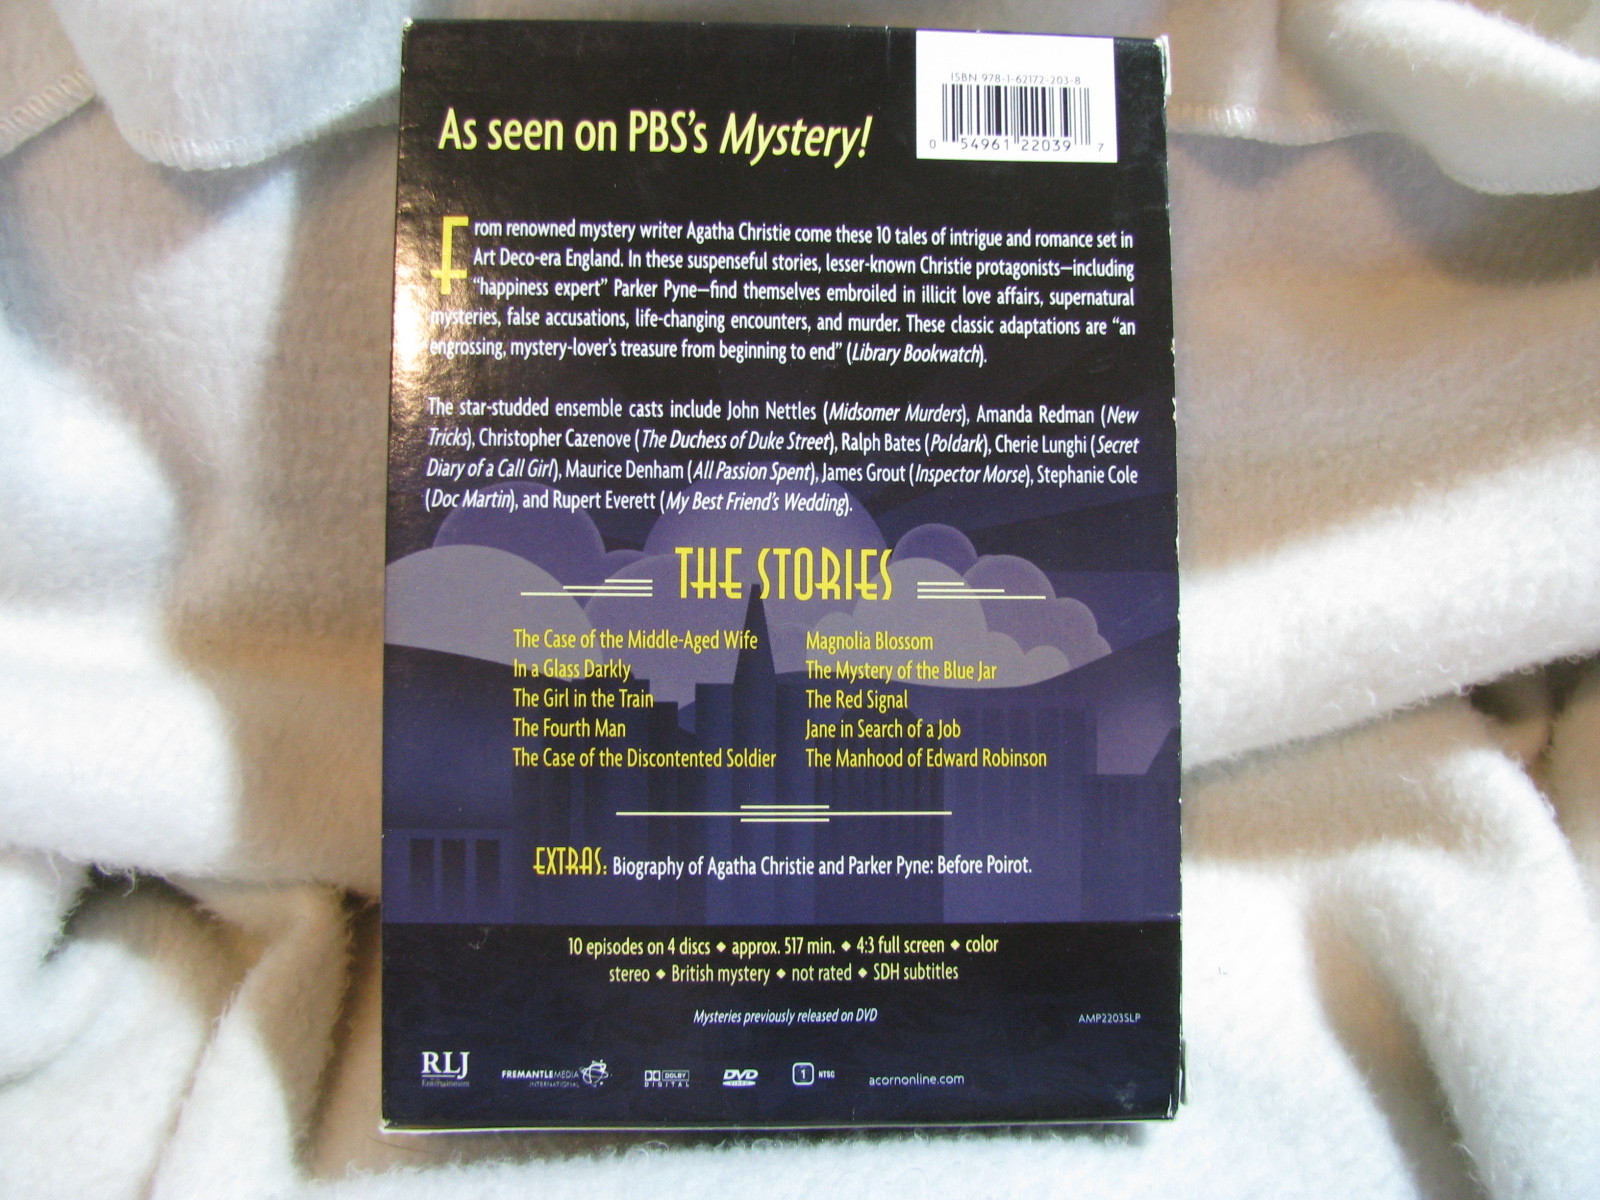 ISBN 978-1-62172-203-8
0 54961 22039 7
As seen on PBS's Mystery!
From renowned mystery writer Agatha Christie come these 10 tales of intrigue and romance set in
Art Deco-era England. In these suspenseful stories, lesser-known Christie protagonists—including
"happiness expert" Parker Pyne—find themselves embroiled in illicit love affairs, supernatural
mysteries, false accusations, life-changing encounters, and murder. These classic adaptations are "an
engrossing, mystery-lover's treasure from beginning to end" (Library Bookwatch).
The star-studded ensemble casts include John Nettles (Midsomer Murders), Amanda Redman (New
Tricks), Christopher Cazenove (The Duchess of Duke Street), Ralph Bates (Poldark), Cherie Lunghi (Secret
Diary of a Call Girl), Maurice Denham (All Passion Spent), James Grout (Inspector Morse), Stephanie Cole
(Doc Martin), and Rupert Everett (My Best Friend's Wedding).
THE STORIES
The Case of the Middle-Aged Wife
In a Glass Darkly
The Girl in the Train
The Fourth Man
The Case of the Discontented Soldier
Magnolia Blossom
The Mystery of the Blue Jar
The Red Signal
Jane in Search of a Job
The Manhood of Edward Robinson
EXTRAS: Biography of Agatha Christie and Parker Pyne: Before Poirot.
10 episodes on 4 discs ◆ approx. 517 min. ◆ 4:3 full screen ◆ color
stereo ◆ British mystery ◆ not rated ◆ SDH subtitles
Mysteries previously released on DVD
AMP2203SLP
RLJ
Entertainment
FREMANTLEMEDIA
INTERNATIONAL
DOLBY
DIGITAL
DVD
VIDEO
1 NTSC
acornonline.com